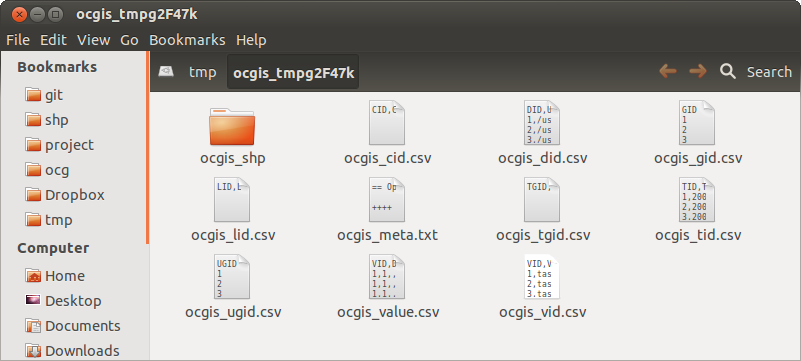 ocgis_tmpg2F47k
File Edit View Go Bookmarks Help
Bookmarks
git
shp
project
ocg
Dropbox
tmp
Computer
Home
Desktop
Documents
Downloads
tmp ocgis_tmpg2F47k Search
ocgis_shp
CID,C
ocgis_cid.csv
DID,U
1,/us
2,/us
3,/us
ocgis_did.csv
GID
1
2
3
ocgis_gid.csv
LID,L
ocgis_lid.csv
== Op
++++
ocgis_meta.txt
TGID,
ocgis_tgid.csv
TID,T
1,200
2,200
3,200
ocgis_tid.csv
UGID
1
2
3
ocgis_ugid.csv
VID,D
1,1,,
1,1,,
1,1,,
ocgis_value.csv
VID,V
1,tas
2,tas
3,tas
ocgis_vid.csv